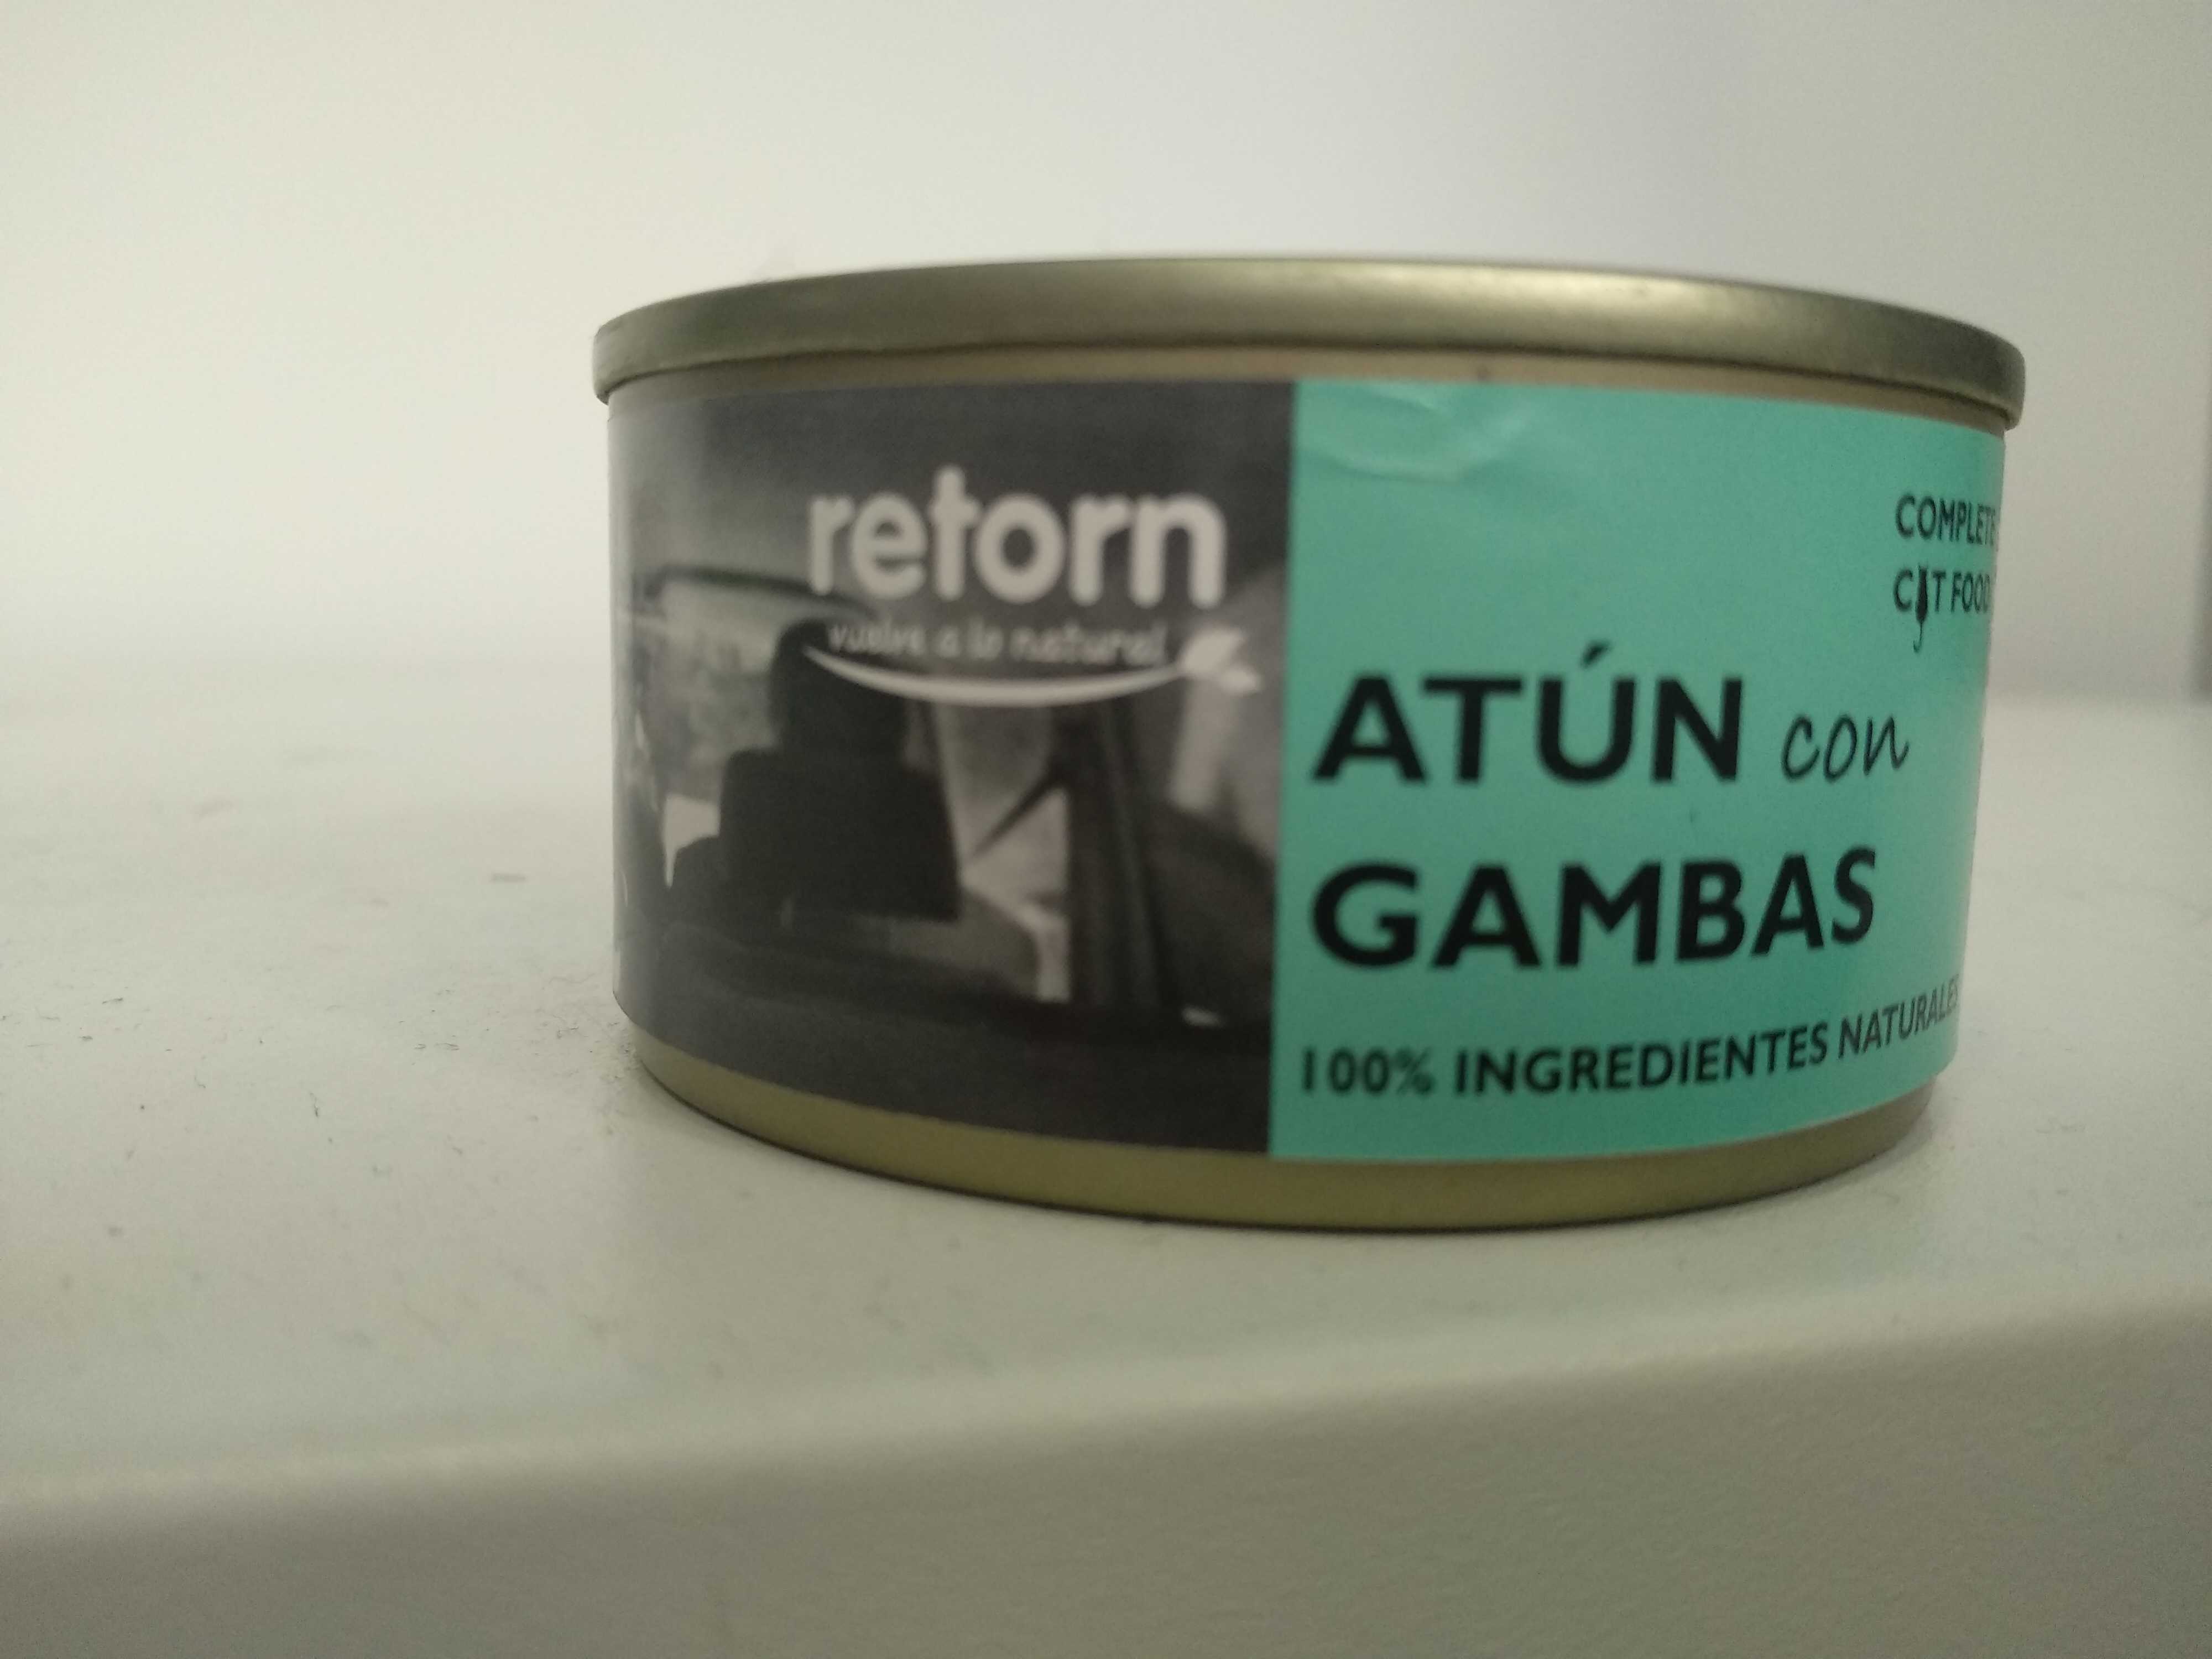 retorn
vuelve a lo natural
COMPLETE
CAT FOOD
ATÚN con
GAMBAS
100% INGREDIENTES NATURALES